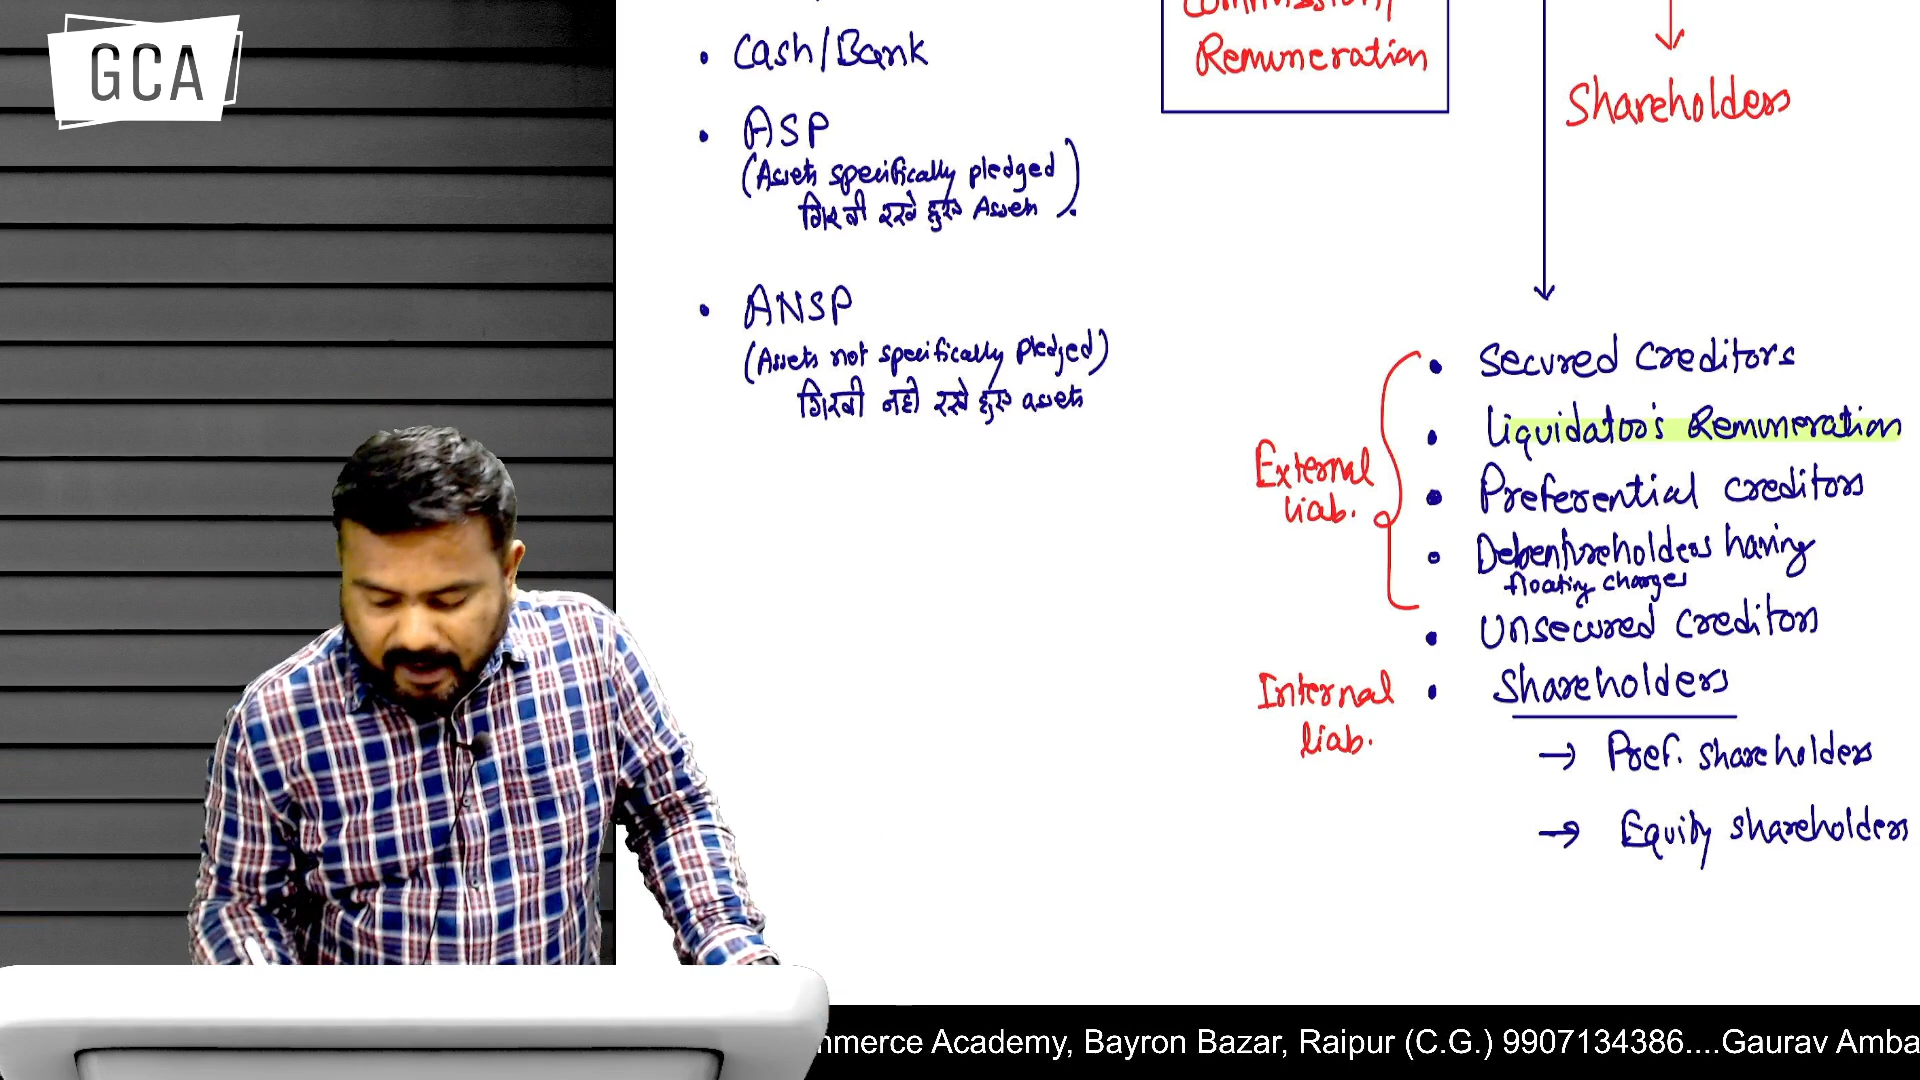 GCA
• Cash/Bank
• ASP
(Assets specifically pledged
गिरवी रखे हुए Assets).
• ANSP
(Assets not specifically pledged)
गिरवी नही रखे हुए assets
Remuneration
Shareholders
External
Liab.
• Secured Creditors
• Liquidator's Remuneration
• Preferential creditors
• Debentureholders having
floating charges
• Unsecured creditors
Internal
liab.
• Shareholders
→ Pref. shareholders
→ Equity shareholders
mmerce Academy, Bayron Bazar, Raipur (C.G.) 9907134386....Gaurav Amba